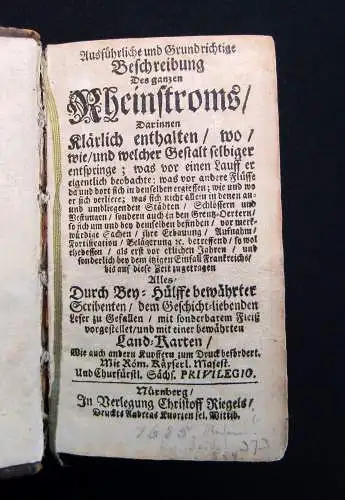 Ausführliche und Grundrichtige
Beschreibung
Des ganzen
Rheinstroms/
Darinnen
Klärlich enthalten / wo /
wie/und welcher Gestalt selbiger
entspringe; was vor einen Lauff er
eigentlich beobachte; was vor andere Flüsse
da und dort sich in denselben ergiessen; wie und wo
er sich verliere; was sich nicht allein in denen an-
und umbligenden Städten / Schlössern und
Vestungen / sondern auch in den Grentz-Oertern/
so sich um und bey demselben befinden / vor merk-
würdige Sachen / ihre Erbauung / Aufnahm/
Fortification / Belägerung ꝛc. betreffend / so wol
ehedessen / als erst vor etlichen Jahren / und
sonderlich bey dem itzigen Einfall Frankreichs/
bis auf diese Zeit zugetragen
Alles/
Durch Bey-Hülffe bewährter
Scribenten / dem Geschicht-liebenden
Leser zu Gefallen / mit sonderbarem Fleiß
vorgestellet/und mit einer bewährten
Land-Karten /
Wie auch andern Kupffern zum Druck befördert.
Mit Röm. Käyserl. Majest.
Und Churfürstl. Sächs. PRIVILEGIO.
Nürnberg/
In Verlegung Christoff Riegels/
Druckts Andreas Knortzen sel. Wittib.